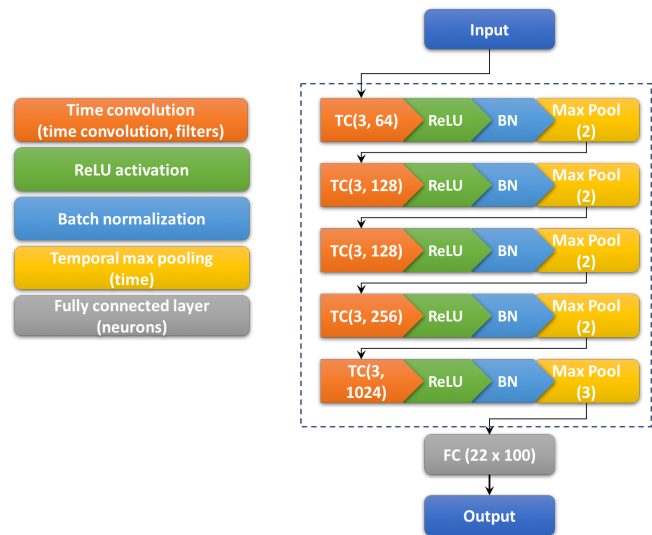 Input
Time convolution
(time convolution, filters)
ReLU activation
Batch normalization
Temporal max pooling
(time)
Fully connected layer
(neurons)
TC(3, 64)
ReLU
BN
Max Pool
(2)
TC(3, 128)
ReLU
BN
Max Pool
(2)
TC(3, 128)
ReLU
BN
Max Pool
(2)
TC(3, 256)
ReLU
BN
Max Pool
(2)
TC(3,
1024)
ReLU
BN
Max Pool
(3)
FC (22 x 100)
Output